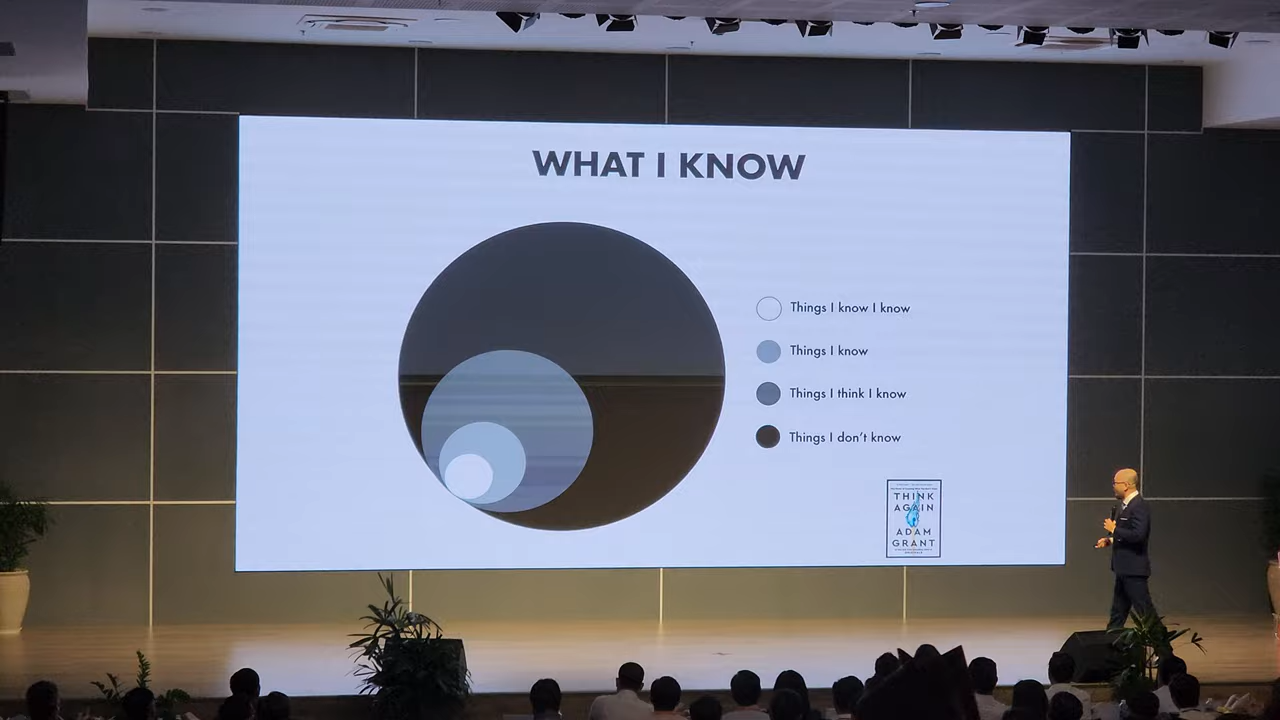 WHAT I KNOW
Things I know I know
Things I know
Things I think I know
Things I don't know
THINK
AGAIN
ADAM
GRANT